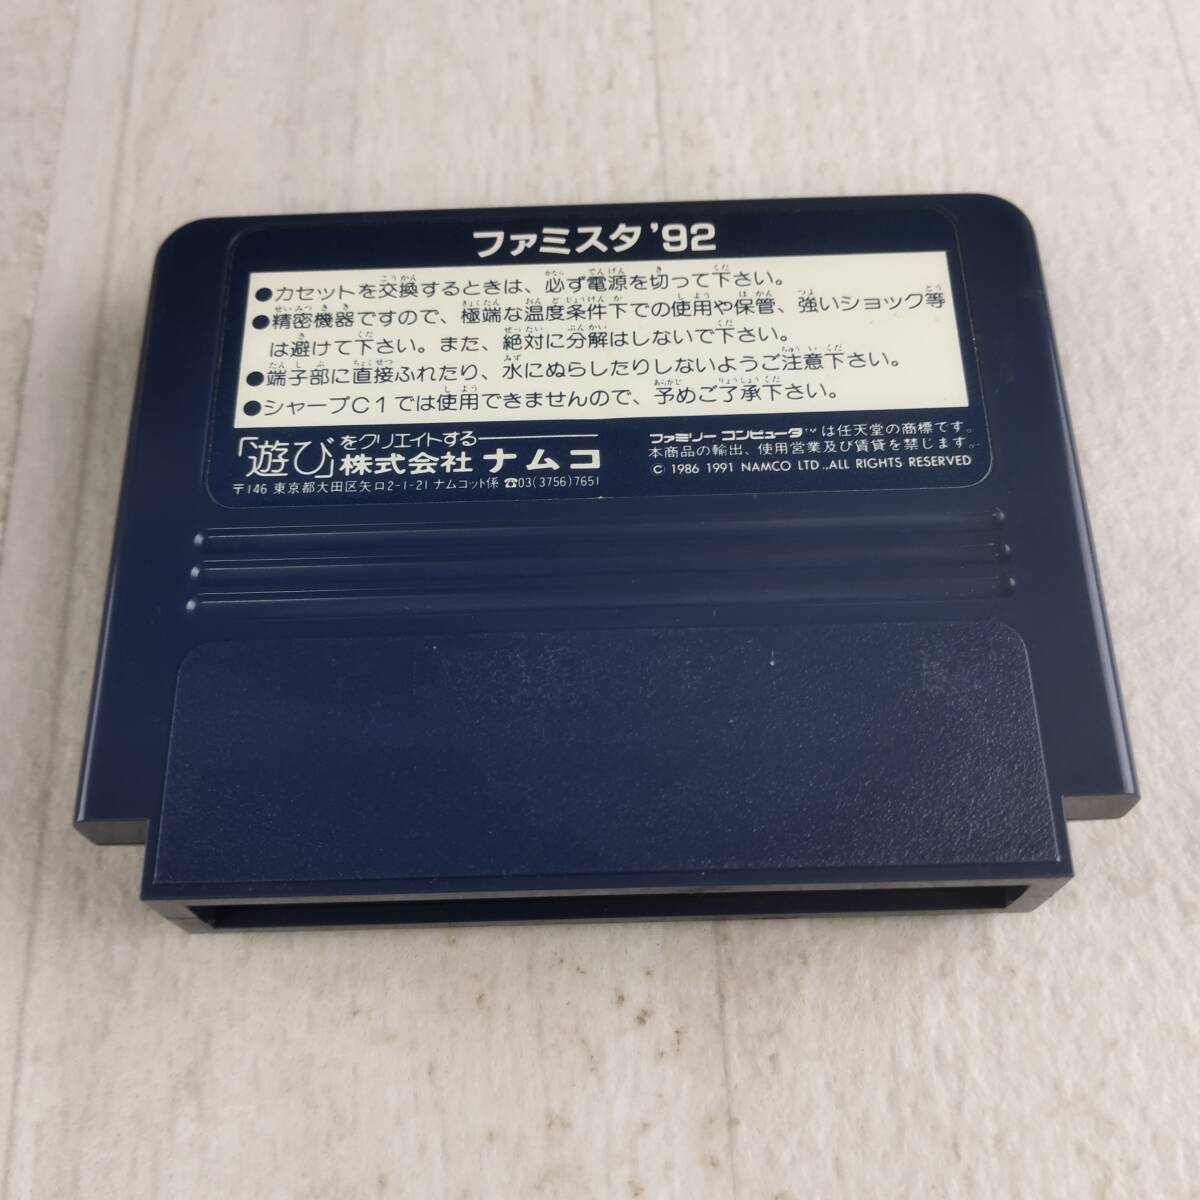 ファミスタ'92
●カセットを交換するときは、必ず電源を切って下さい。
●精密機器ですので、極端な温度条件下での使用や保管、強いショック等
は避けて下さい。また、絶対に分解はしないで下さい。
●端子部に直接ふれたり、水にぬらしたりしないようご注意下さい。
●シャープC1では使用できませんので、予めご了承下さい。
「遊び」をクリエイトする
株式会社 ナムコ
〒146 東京都大田区矢口2-1-21 ナムコット係 ☎03(3756)7651
ファミリー コンピュータ™は任天堂の商標です。
本商品の輸出、使用営業及び賃貸を禁じます。
© 1986 1991 NAMCO LTD.,ALL RIGHTS RESERVED